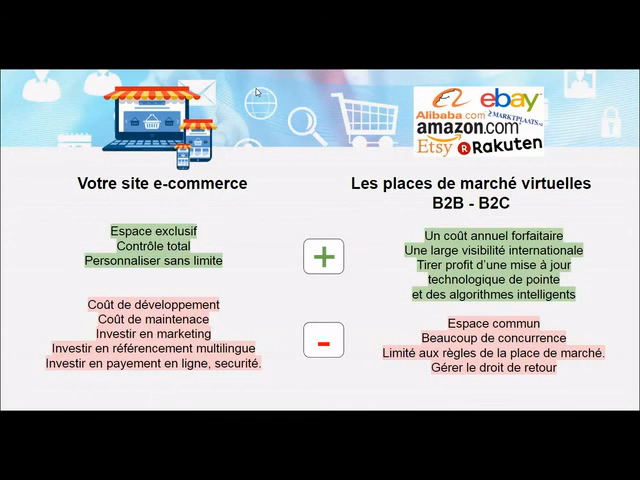 Alibaba.com
ebay
2EMARKTPLAATS.nl
amazon.com
Etsy
R Rakuten
Votre site e-commerce
Les places de marché virtuelles
B2B - B2C
Espace exclusif
Contrôle total
Personnaliser sans limite
+
Un coût annuel forfaitaire
Une large visibilité internationale
Tirer profit d'une mise à jour
technologique de pointe
et des algorithmes intelligents
Coût de développement
Coût de maintenace
Investir en marketing
Investir en référencement multilingue
Investir en payement en ligne, securité.
-
Espace commun
Beaucoup de concurrence
Limité aux règles de la place de marché.
Gérer le droit de retour